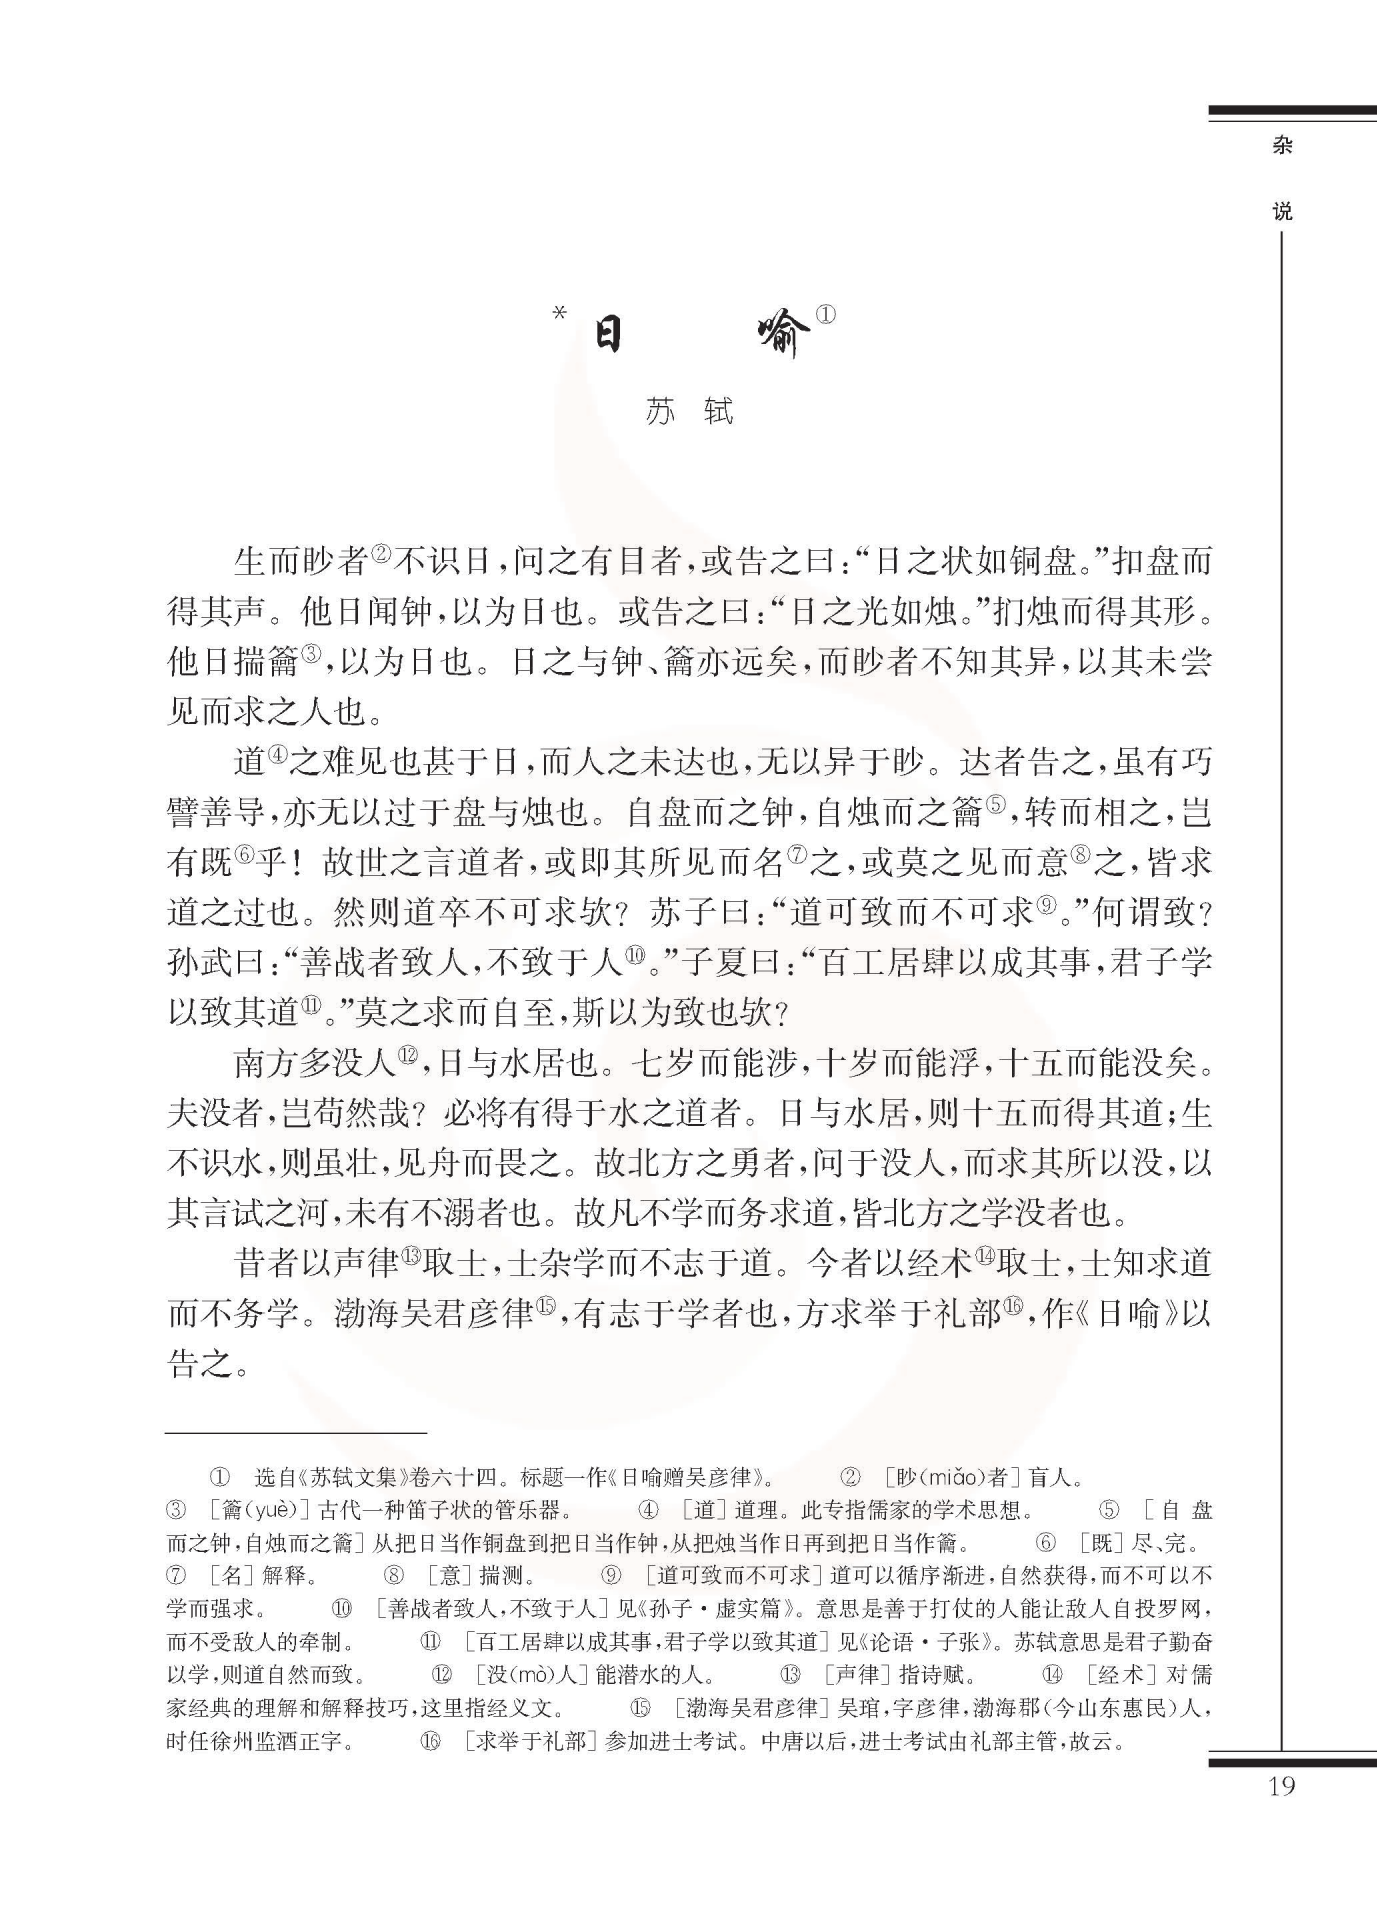 杂
说
*日 喻①
苏 轼
生而眇者②不识日,问之有目者,或告之曰:“日之状如铜盘。”扣盘而
得其声。他日闻钟,以为日也。或告之曰:“日之光如烛。”扪烛而得其形。
他日揣籥③,以为日也。日之与钟、籥亦远矣,而眇者不知其异,以其未尝
见而求之人也。
道④之难见也甚于日,而人之未达也,无以异于眇。达者告之,虽有巧
譬善导,亦无以过于盘与烛也。自盘而之钟,自烛而之籥⑤,转而相之,岂
有既⑥乎!故世之言道者,或即其所见而名⑦之,或莫之见而意⑧之,皆求
道之过也。然则道卒不可求欤?苏子曰:“道可致而不可求⑨。”何谓致?
孙武曰:“善战者致人,不致于人⑩。”子夏曰:“百工居肆以成其事,君子学
以致其道⑪。”莫之求而自至,斯以为致也欤?
南方多没人⑫,日与水居也。七岁而能涉,十岁而能浮,十五而能没矣。
夫没者,岂苟然哉?必将有得于水之道者。日与水居,则十五而得其道;生
不识水,则虽壮,见舟而畏之。故北方之勇者,问于没人,而求其所以没,以
其言试之河,未有不溺者也。故凡不学而务求道,皆北方之学没者也。
昔者以声律⑬取士,士杂学而不志于道。今者以经术⑭取士,士知求道
而不务学。渤海吴君彦律⑮,有志于学者也,方求举于礼部⑯,作《日喻》以
告之。
① 选自《苏轼文集》卷六十四。标题一作《日喻赠吴彦律》。 ② [眇(miǎo)者]盲人。
③ [籥(yuè)]古代一种笛子状的管乐器。 ④ [道]道理。此专指儒家的学术思想。 ⑤ [自盘
而之钟,自烛而之籥]从把日当作铜盘到把日当作钟,从把烛当作日再到把日当作籥。 ⑥ [既]尽、完。
⑦ [名]解释。 ⑧ [意]揣测。 ⑨ [道可致而不可求]道可以循序渐进,自然获得,而不可以不
学而强求。 ⑩ [善战者致人,不致于人]见《孙子·虚实篇》。意思是善于打仗的人能让敌人自投罗网,
而不受敌人的牵制。 ⑪ [百工居肆以成其事,君子学以致其道]见《论语·子张》。苏轼意思是君子勤奋
以学,则道自然而致。 ⑫ [没(mò)人]能潜水的人。 ⑬ [声律]指诗赋。 ⑭ [经术]对儒
家经典的理解和解释技巧,这里指经义文。 ⑮ [渤海吴君彦律]吴琯,字彦律,渤海郡(今山东惠民)人,
时任徐州监酒正字。 ⑯ [求举于礼部]参加进士考试。中唐以后,进士考试由礼部主管,故云。
19